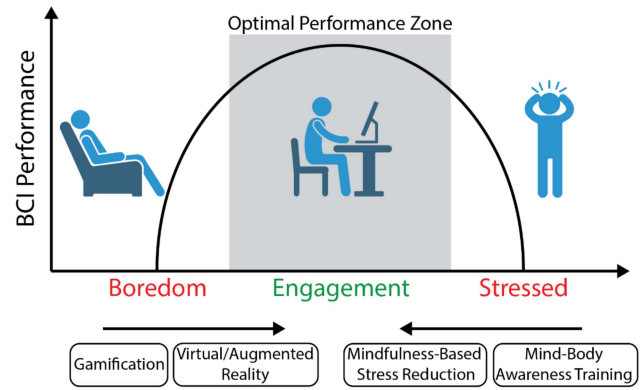 Optimal Performance Zone
BCI Performance
Boredom
Engagement
Stressed
Gamification
Virtual/Augmented
Reality
Mindfulness-Based
Stress Reduction
Mind-Body
Awareness Training